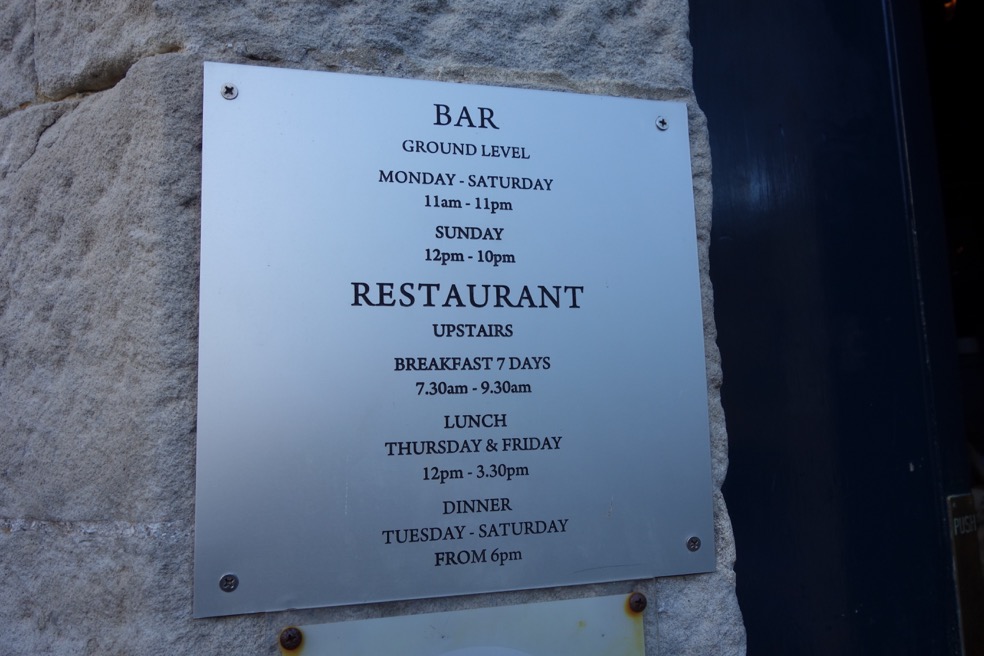 BAR
GROUND LEVEL
MONDAY - SATURDAY
11am - 11pm
SUNDAY
12pm - 10pm
RESTAURANT
UPSTAIRS
BREAKFAST 7 DAYS
7.30am - 9.30am
LUNCH
THURSDAY & FRIDAY
12pm - 3.30pm
DINNER
TUESDAY - SATURDAY
FROM 6pm
PUSH